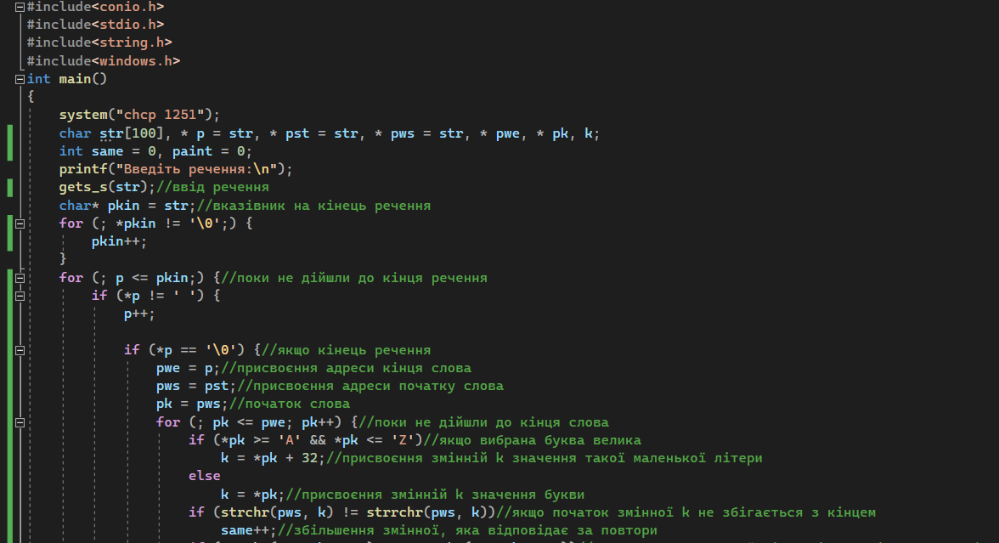 #include<conio.h>
#include<stdio.h>
#include<string.h>
#include<windows.h>
int main()
{
system("chcp 1251");
char str[100], * p = str, * pst = str, * pws = str, * pwe, * pk, k;
int same = 0, paint = 0;
printf("Введіть речення:\n");
gets_s(str);//ввід речення
char* pkin = str;//вказівник на кінець речення
for (; *pkin != '\0';) {
pkin++;
}
for (; p <= pkin;) {//поки не дійшли до кінця речення
if (*p != ' ') {
p++;
if (*p == '\0') {//якщо кінець речення
pwe = p;//присвоєння адреси кінця слова
pws = pst;//присвоєння адреси початку слова
pk = pws;//початок слова
for (; pk <= pwe; pk++) {//поки не дійшли до кінця слова
if (*pk >= 'A' && *pk <= 'Z')//якщо вибрана буква велика
k = *pk + 32;//присвоєння змінній k значення такої маленької літери
else
k = *pk;//присвоєння змінній k значення букви
if (strchr(pws, k) != strrchr(pws, k))//якщо початок змінної k не збігається з кінцем
same++;//збільшення змінної, яка відповідає за повтори